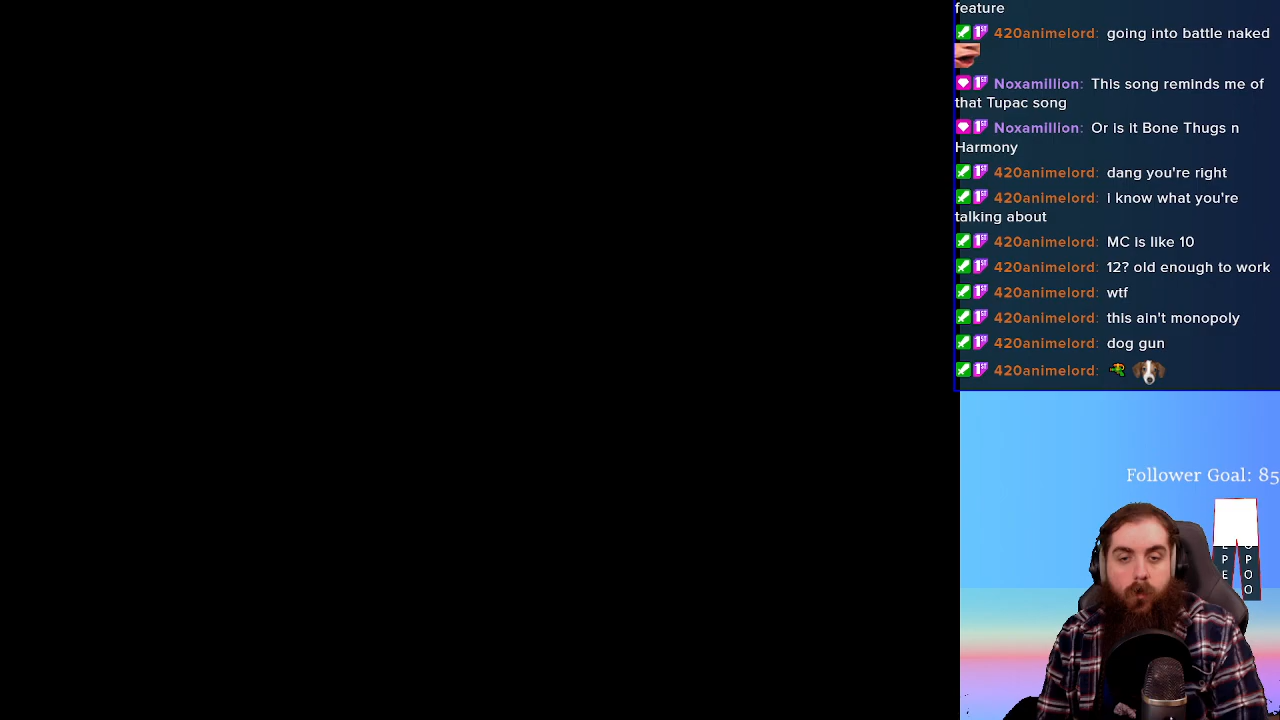 feature
420animelord: going into battle naked
Noxamillion: This song reminds me of
that Tupac song
Noxamillion: Or is it Bone Thugs n
Harmony
420animelord: dang you're right
420animelord: I know what you're
talking about
420animelord: MC is like 10
420animelord: 12? old enough to work
420animelord: wtf
420animelord: this ain't monopoly
420animelord: dog gun
420animelord:
Follower Goal: 85
P P
E O
O